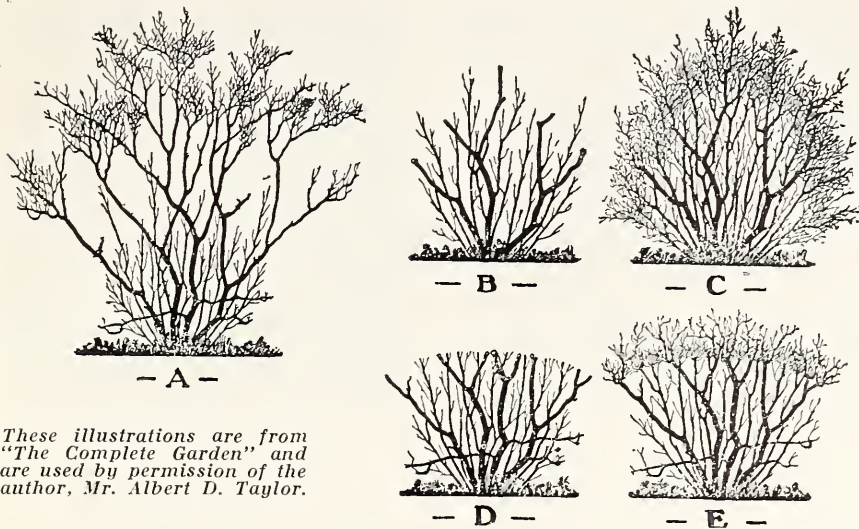 — A —
— B —
— C —
These illustrations are from
"The Complete Garden" and
are used by permission of the
author, Mr. Albert D. Taylor.
— D —
— E —